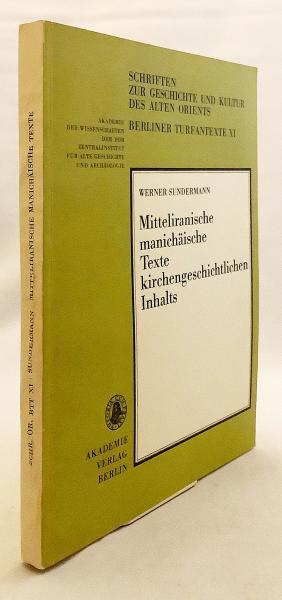 SCHRIFTEN
ZUR GESCHICHTE UND KULTUR
DES ALTEN ORIENTS
BERLINER TURFANTEXTE XI
AKADEMIE
DER WISSENSCHAFTEN
DER DDR
ZENTRALINSTITUT
FÜR ALTE GESCHICHTE
UND ARCHÄOLOGIE
WERNER SUNDERMANN
Mitteliranische
manichäische
Texte
kirchengeschichtlichen
Inhalts
AKADEMIE
VERLAG
BERLIN
SCHR. OR. BTT XI · SUNDERMANN · MITTELIRANISCHE MANICHÄISCHE TEXTE